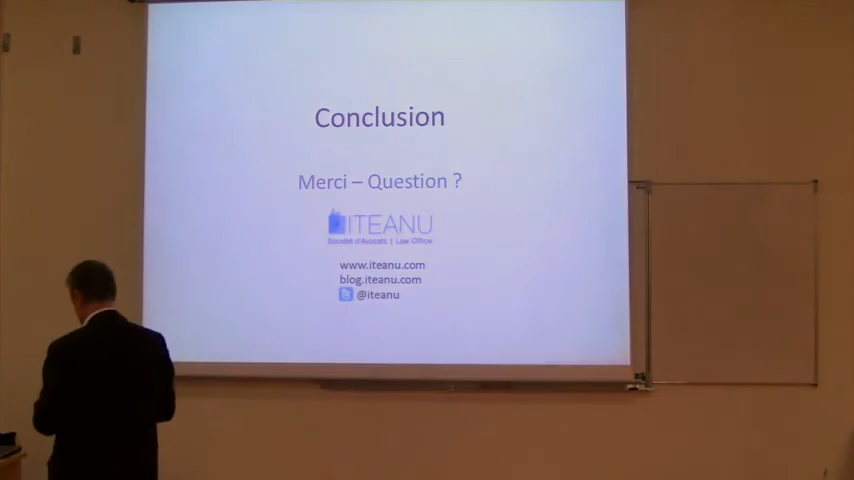 Conclusion
Merci – Question ?
ITEANU
Société d'Avocats | Law Office
www.iteanu.com
blog.iteanu.com
@iteanu